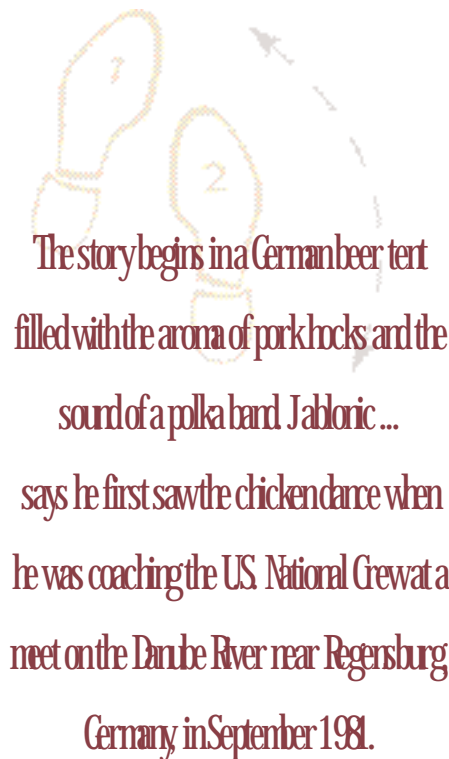 1
2
The story begins in a German beer tent
filled with the aroma of pork hocks and the
sound of a polka band. Jablonic ...
says he first saw the chicken dance when
he was coaching the U.S. National Crew at a
meet on the Danube River near Regensburg,
Germany, in September 1981.